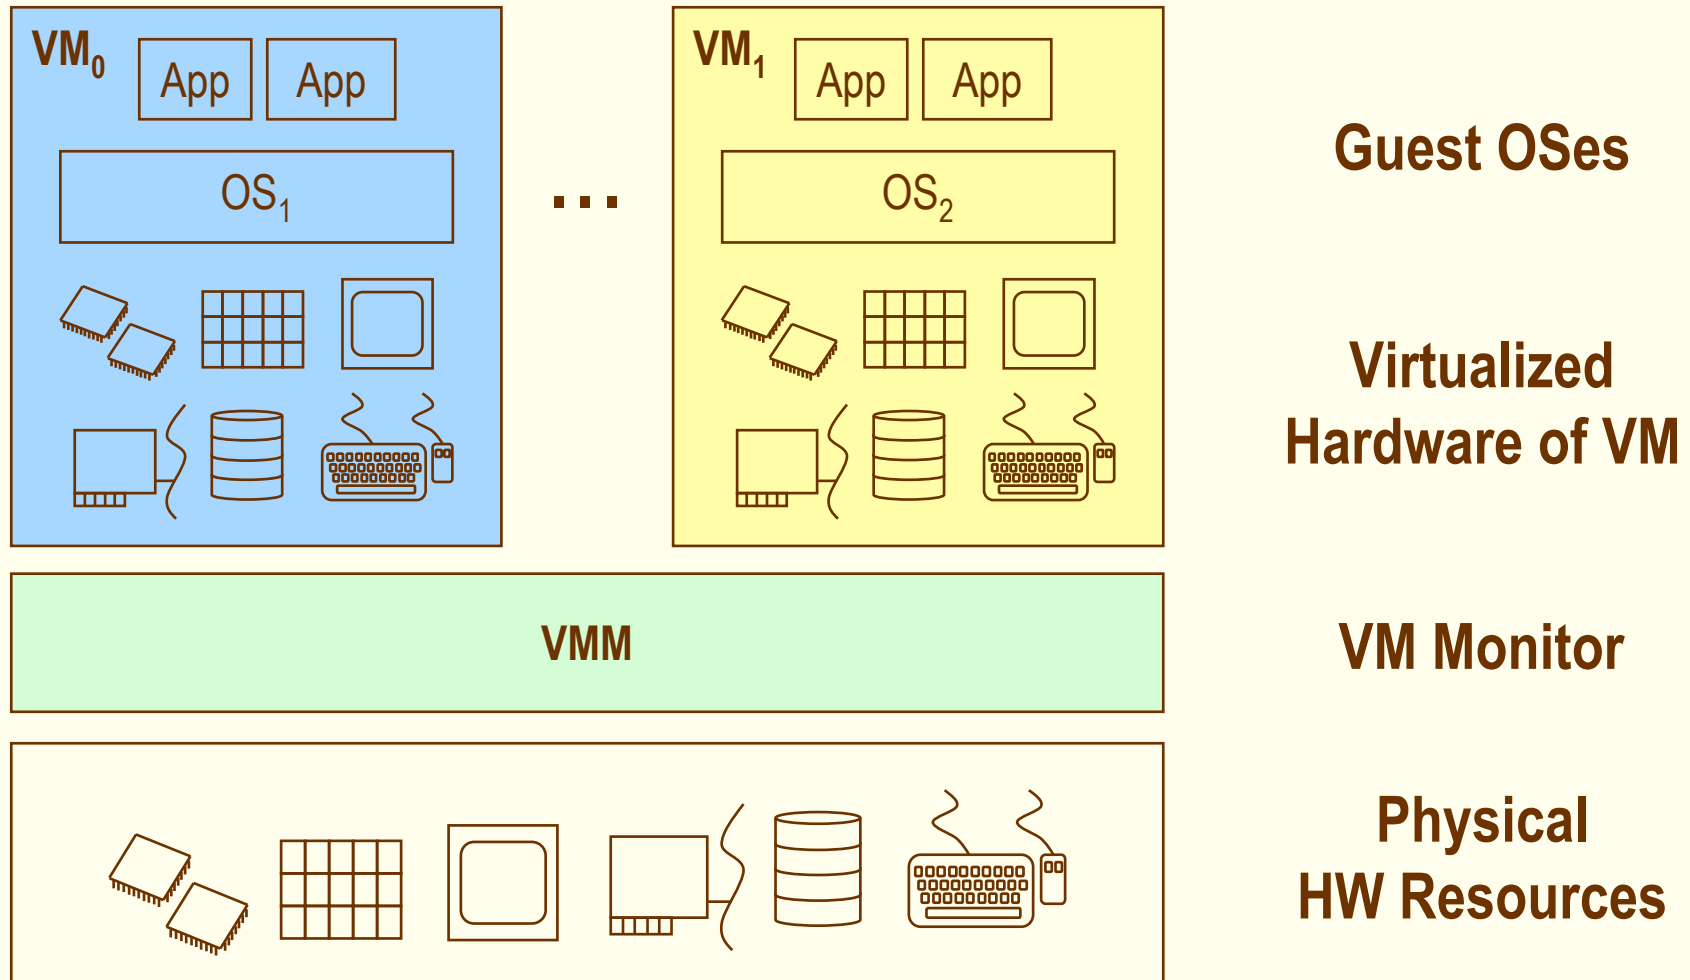 VM₀
App App
OS₁
...
VM₁
App App
OS₂
Guest OSes
Virtualized
Hardware of VM
VMM
VM Monitor
Physical
HW Resources